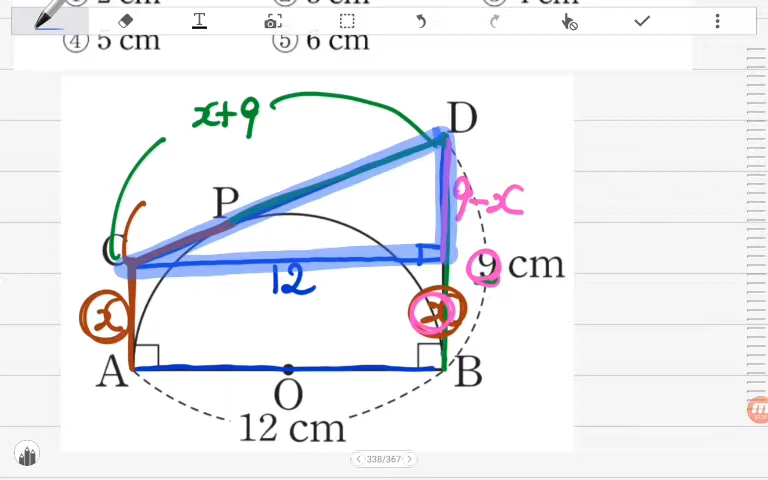 ④ 5 cm ⑤ 6 cm
x+9
D
P
9-x
C
9 cm
12
x
x
A
B
O
12 cm
338/367